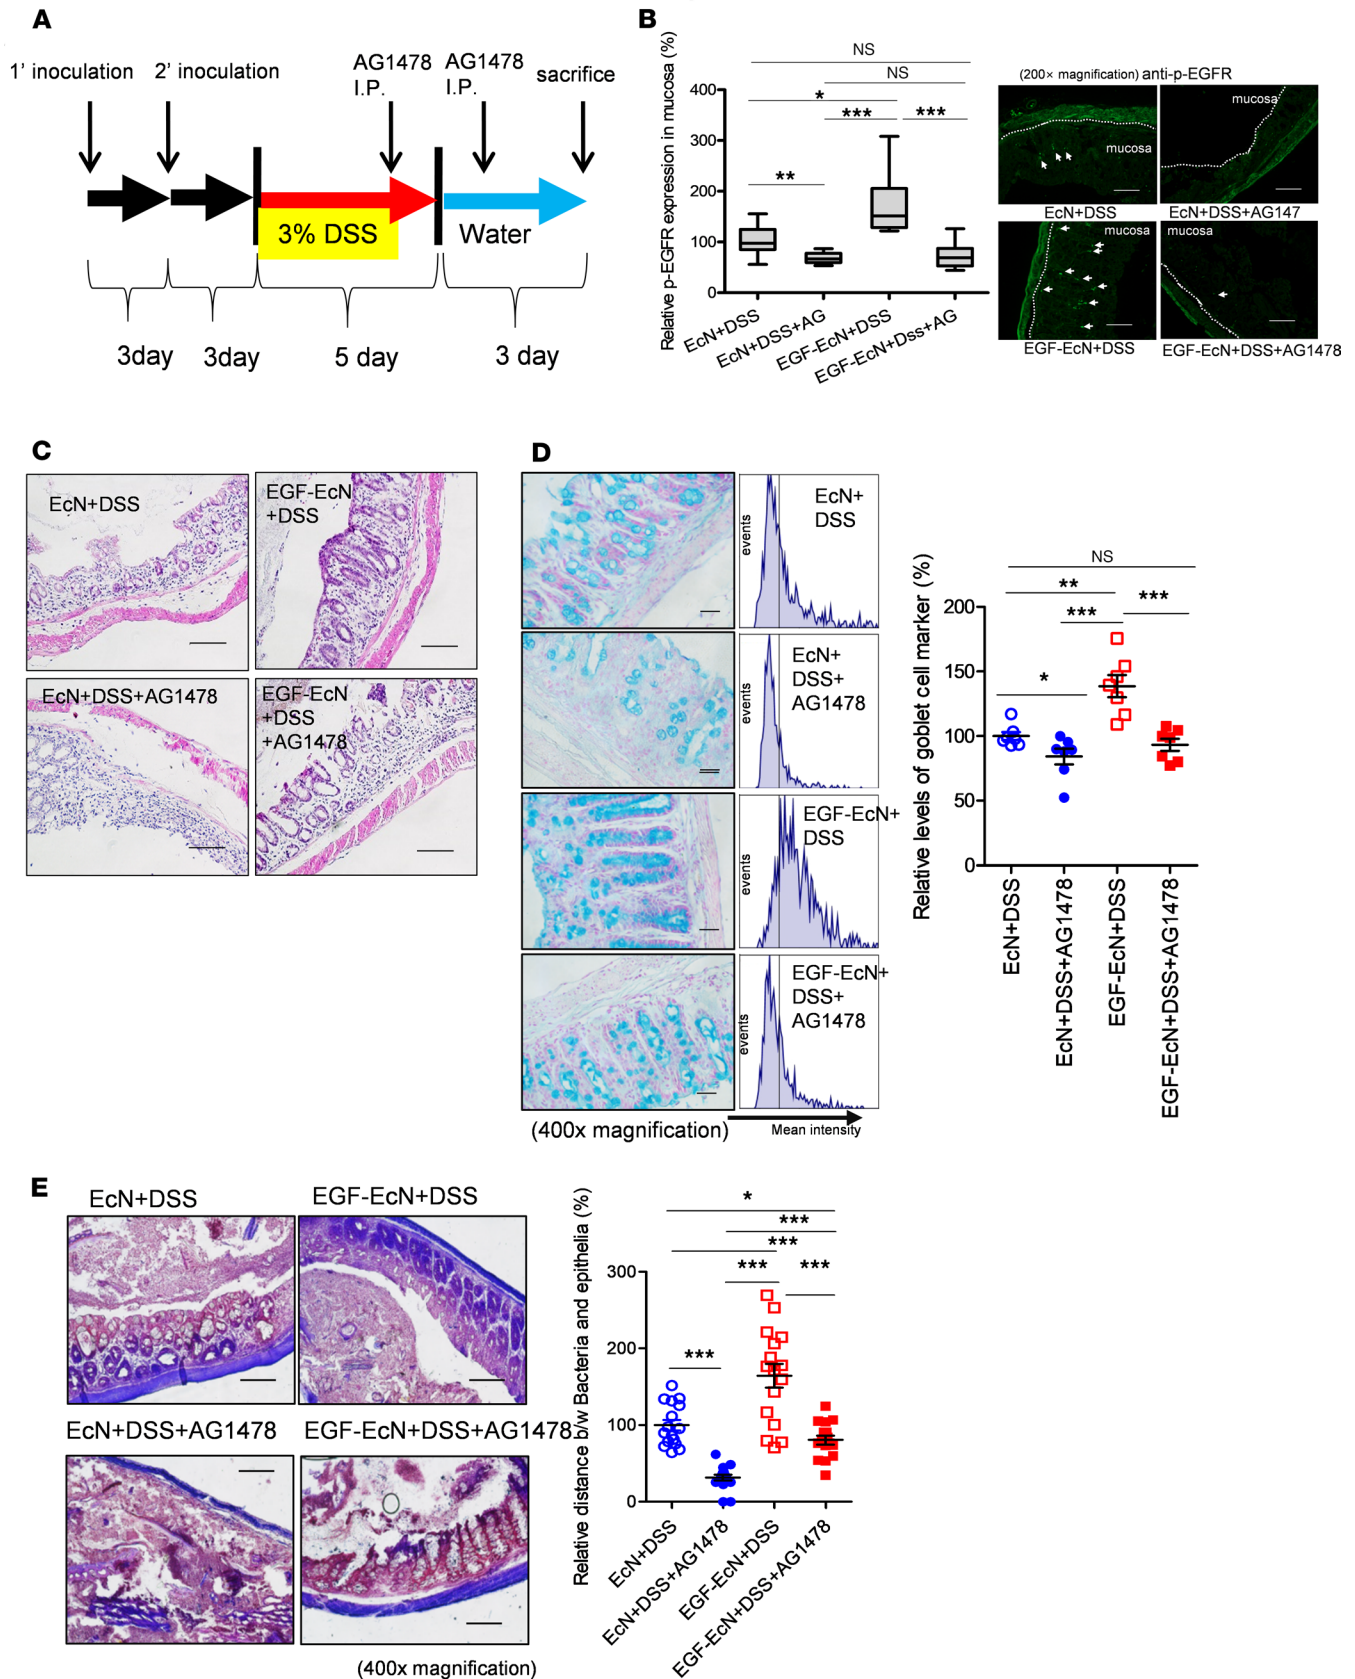 A
1' inoculation
2' inoculation
AG1478
I.P.
AG1478
I.P.
sacrifice
3% DSS
Water
3day
3day
5 day
3 day
B
Relative p-EGFR expression in mucosa (%)
400
300
200
100
0
NS
NS
*
***
***
**
EcN+DSS
EcN+DSS+AG
EGF-EcN+DSS
EGF-EcN+Dss+AG
(200× magnification) anti-p-EGFR
mucosa
mucosa
EcN+DSS
EcN+DSS+AG147
mucosa
mucosa
EGF-EcN+DSS
EGF-EcN+DSS+AG1478
C
EcN+DSS
EGF-EcN
+DSS
EcN+DSS+AG1478
EGF-EcN
+DSS
+AG1478
D
events
EcN+
DSS
events
EcN+
DSS+
AG1478
events
EGF-EcN+
DSS
events
EGF-EcN+
DSS+
AG1478
(400x magnification)
Mean intensity
Relative levels of goblet cell marker (%)
200
150
100
50
0
NS
**
***
***
*
EcN+DSS
EcN+DSS+AG1478
EGF-EcN+DSS
EGF-EcN+DSS+AG1478
E
EcN+DSS
EGF-EcN+DSS
EcN+DSS+AG1478
EGF-EcN+DSS+AG1478
(400x magnification)
Relative distance b/w Bacteria and epithelia (%)
300
200
100
0
*
***
***
***
***
***
EcN+DSS
EcN+DSS+AG1478
EGF-EcN+DSS
EGF-EcN+DSS+AG1478